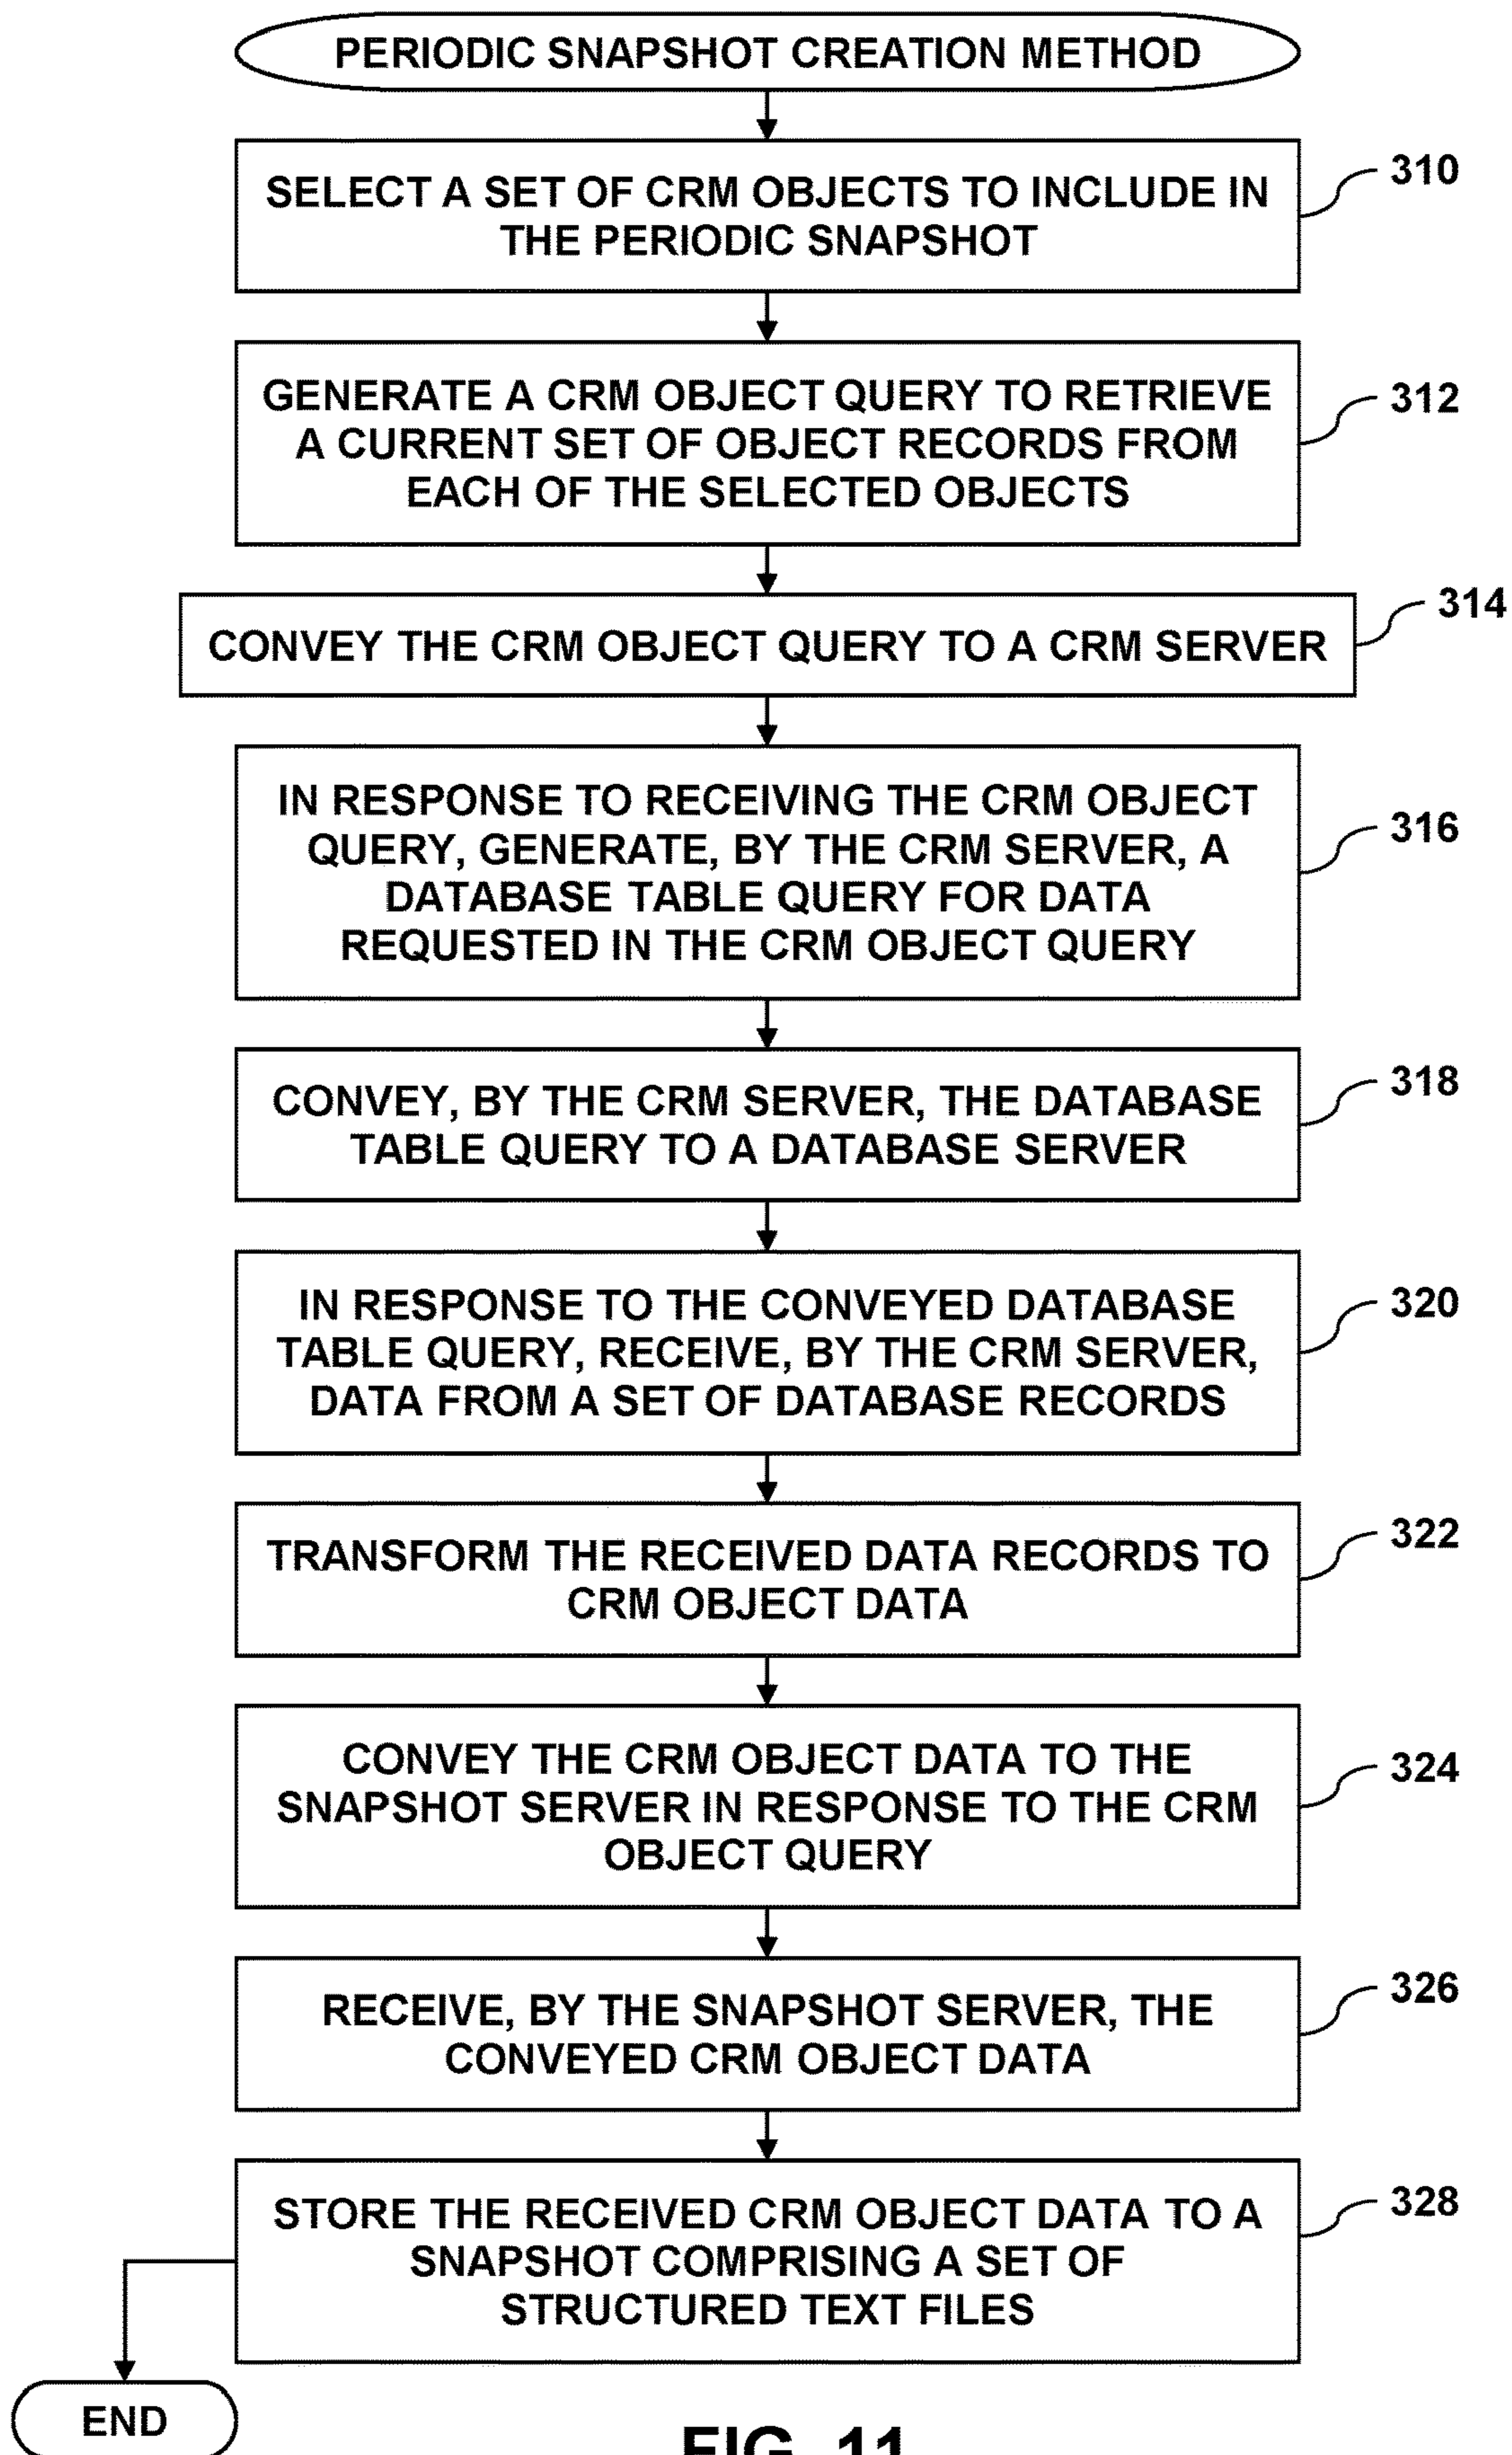 PERIODIC SNAPSHOT CREATION METHOD
SELECT A SET OF CRM OBJECTS TO INCLUDE IN
THE PERIODIC SNAPSHOT
310
GENERATE A CRM OBJECT QUERY TO RETRIEVE
A CURRENT SET OF OBJECT RECORDS FROM
EACH OF THE SELECTED OBJECTS
312
CONVEY THE CRM OBJECT QUERY TO A CRM SERVER
314
IN RESPONSE TO RECEIVING THE CRM OBJECT
QUERY, GENERATE, BY THE CRM SERVER, A
DATABASE TABLE QUERY FOR DATA
REQUESTED IN THE CRM OBJECT QUERY
316
CONVEY, BY THE CRM SERVER, THE DATABASE
TABLE QUERY TO A DATABASE SERVER
318
IN RESPONSE TO THE CONVEYED DATABASE
TABLE QUERY, RECEIVE, BY THE CRM SERVER,
DATA FROM A SET OF DATABASE RECORDS
320
TRANSFORM THE RECEIVED DATA RECORDS TO
CRM OBJECT DATA
322
CONVEY THE CRM OBJECT DATA TO THE
SNAPSHOT SERVER IN RESPONSE TO THE CRM
OBJECT QUERY
324
RECEIVE, BY THE SNAPSHOT SERVER, THE
CONVEYED CRM OBJECT DATA
326
STORE THE RECEIVED CRM OBJECT DATA TO A
SNAPSHOT COMPRISING A SET OF
STRUCTURED TEXT FILES
328
END
FIG. 11